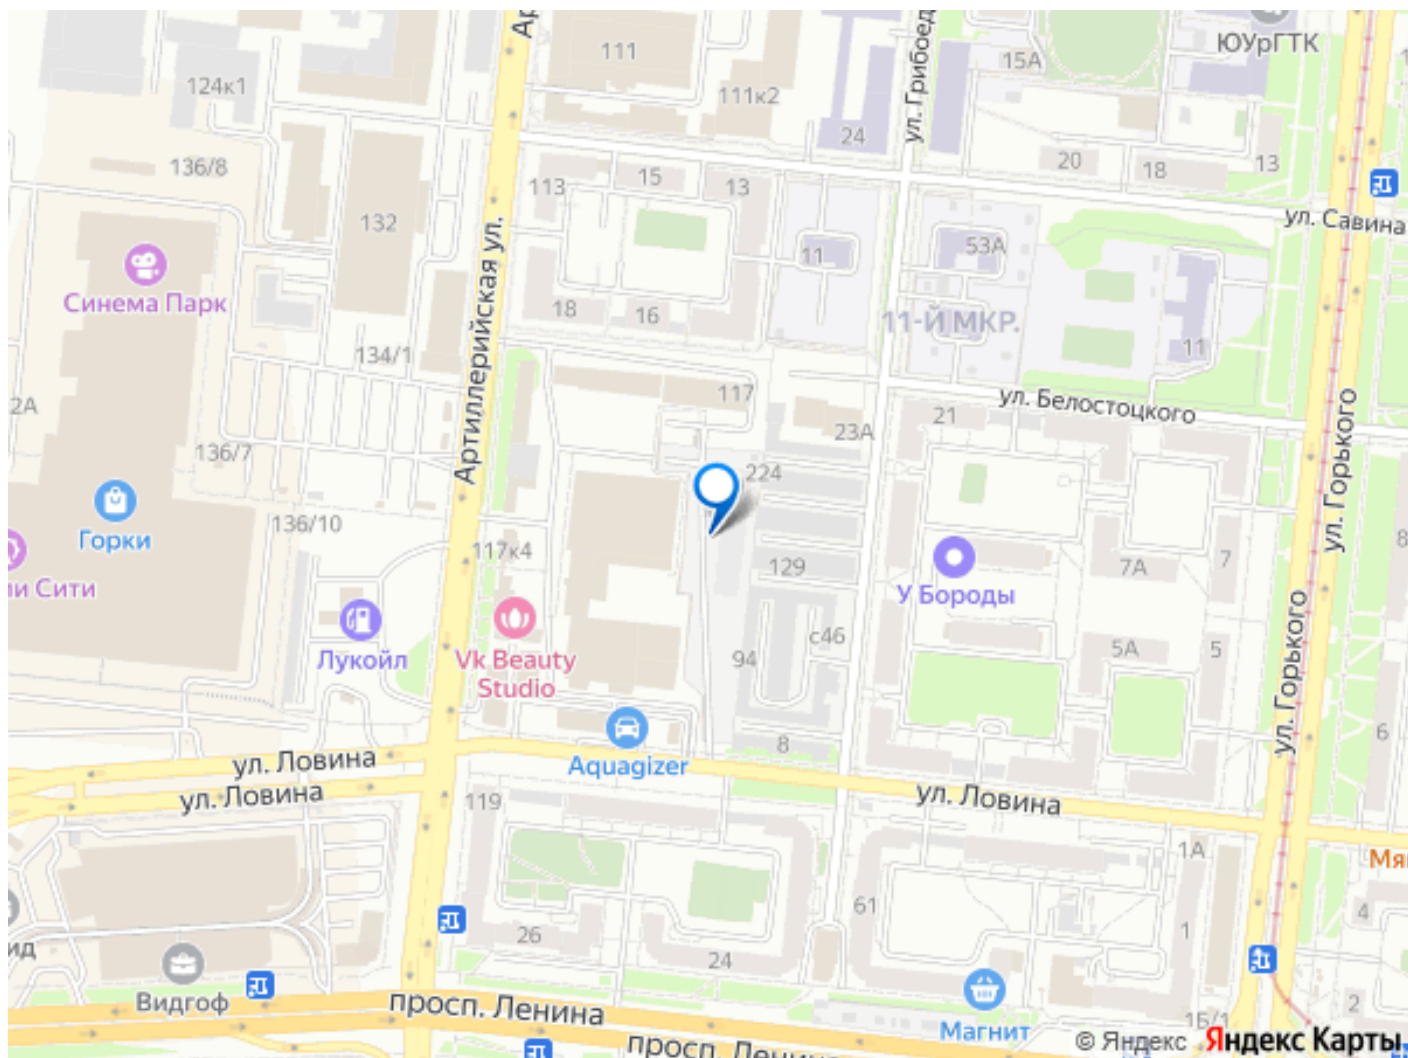 Ар
111
ул. Грибоед
15А
ЮУрГТК
124к1
111к2
24
136/8
113
15
13
20
18
13
132
ул. Савина
Артиллерийская ул.
11
53А
Синема Парк
18
16
11-Й МКР.
134/1
11
2А
117
ул. Белостоцкого
21
23А
ул. Горького
136/7
224
Горки
136/10
117к4
129
7А
7
8
ии Сити
У Бороды
Лукойл
Vk Beauty
Studio
с46
94
5А
5
ул. Горького
6
8
Aquagizer
ул. Ловина
ул. Ловина
ул. Ловина
119
1А
Мя
61
4
ид
26
24
1
Видгоф
просп. Ленина
Магнит
2
15/1
просп. Ленина
© Яндекс Яндекс Карты